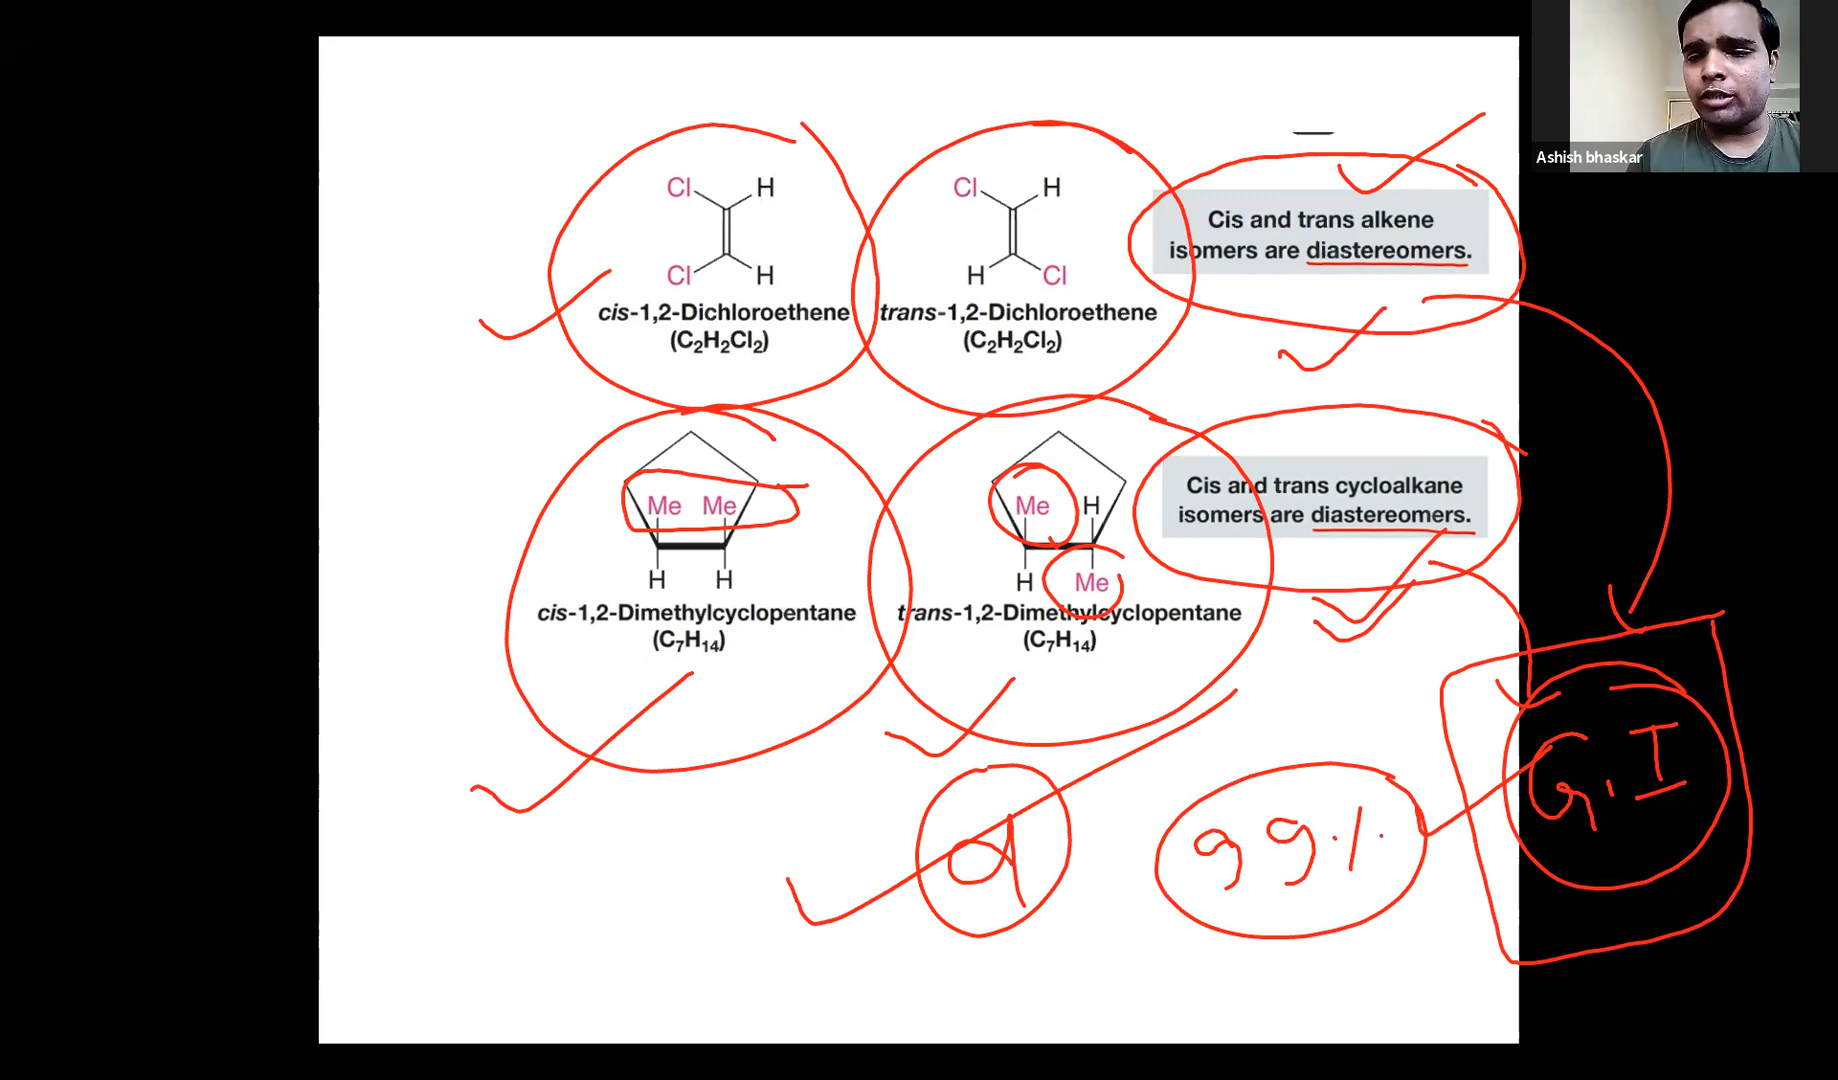 Ashish bhaskar
Cl H
Cl H
cis-1,2-Dichloroethene
(C₂H₂Cl₂)
Cl H
H Cl
trans-1,2-Dichloroethene
(C₂H₂Cl₂)
Cis and trans alkene
isomers are diastereomers.
Me Me
H H
cis-1,2-Dimethylcyclopentane
(C₇H₁₄)
Me H
H Me
trans-1,2-Dimethylcyclopentane
(C₇H₁₄)
Cis and trans cycloalkane
isomers are diastereomers.
G.I
d
99%